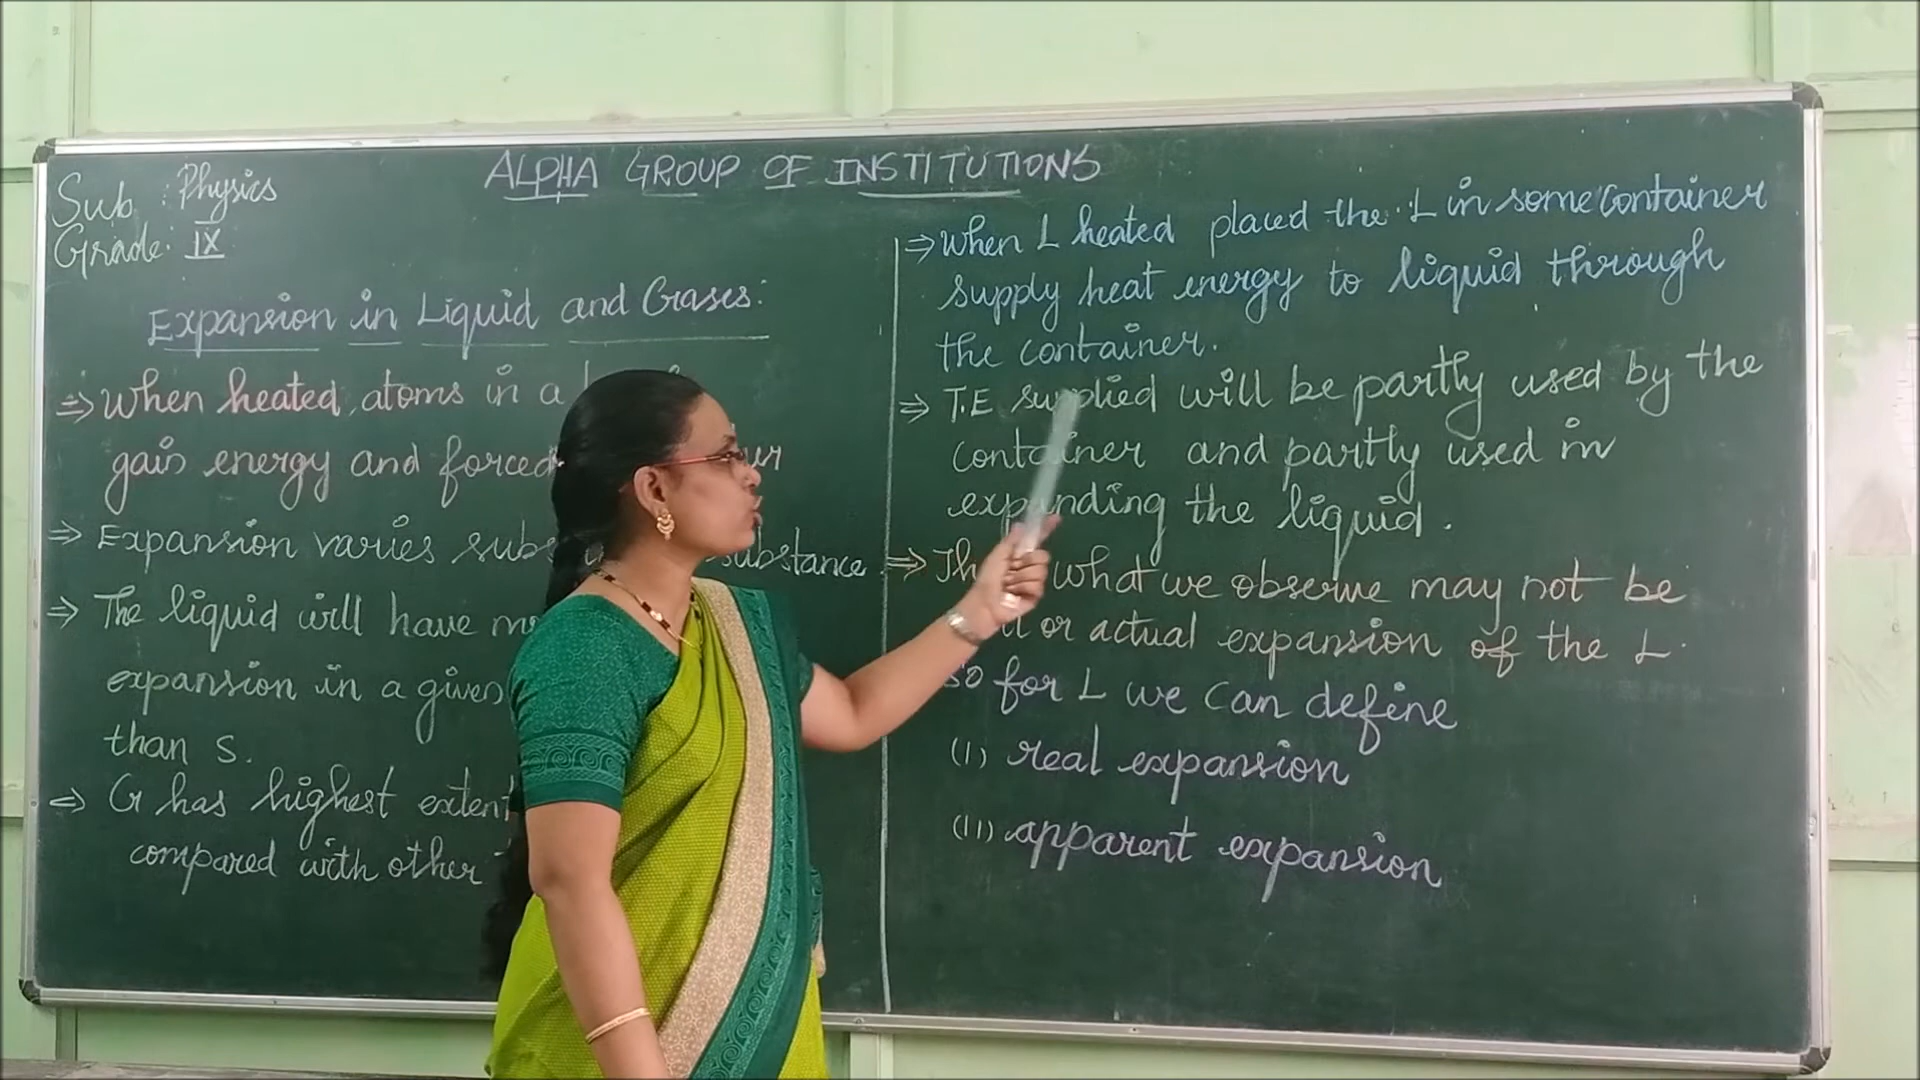 ALPHA GROUP OF INSTITUTIONS
Sub : Physics
Grade: IX
Expansion in Liquid and Gases:
⇒ When heated, atoms in a
gain energy and forced
⇒ Expansion varies substance
⇒ The liquid will have
expansion in a given
than S.
⇒ G has highest extent
compared with other
⇒ When L heated placed the L in some container
supply heat energy to liquid through
the container.
⇒ T.E supplied will be partly used by the
container and partly used in
expanding the liquid.
⇒ what we observe may not be
or actual expansion of the L.
so for L we can define
(I) real expansion
(II) apparent expansion